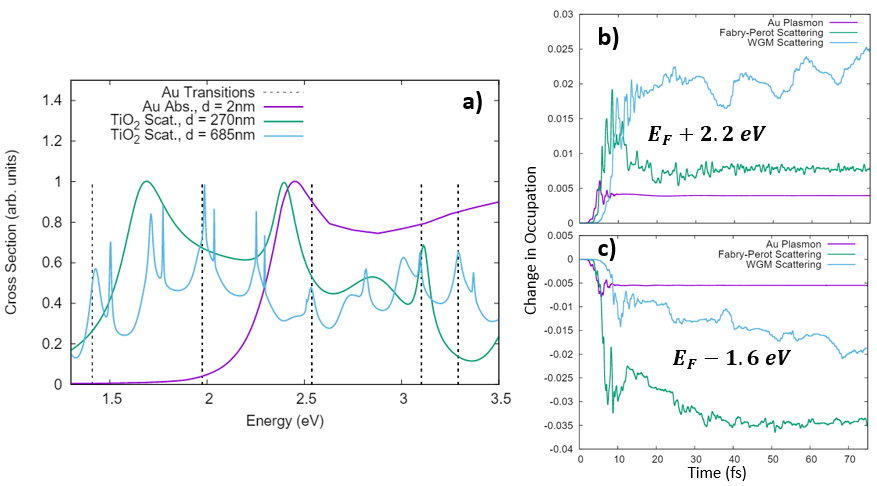 a)
Au Transitions
Au Abs., d = 2nm
TiO2 Scat., d = 270nm
TiO2 Scat., d = 685nm
Cross Section (arb. units)
1.4
1.2
1
0.8
0.6
0.4
0.2
0
1.5
2
2.5
3
3.5
Energy (eV)
b)
Au Plasmon
Fabry-Perot Scattering
WGM Scattering
E_F + 2.2 eV
0.03
0.025
0.02
0.015
0.01
0.005
0
Change In Occupation
c)
Au Plasmon
Fabry-Perot Scattering
WGM Scattering
E_F − 1.6 eV
0.005
0
-0.005
-0.01
-0.015
-0.02
-0.025
-0.03
-0.035
-0.04
0
10
20
30
40
50
60
70
Time (fs)